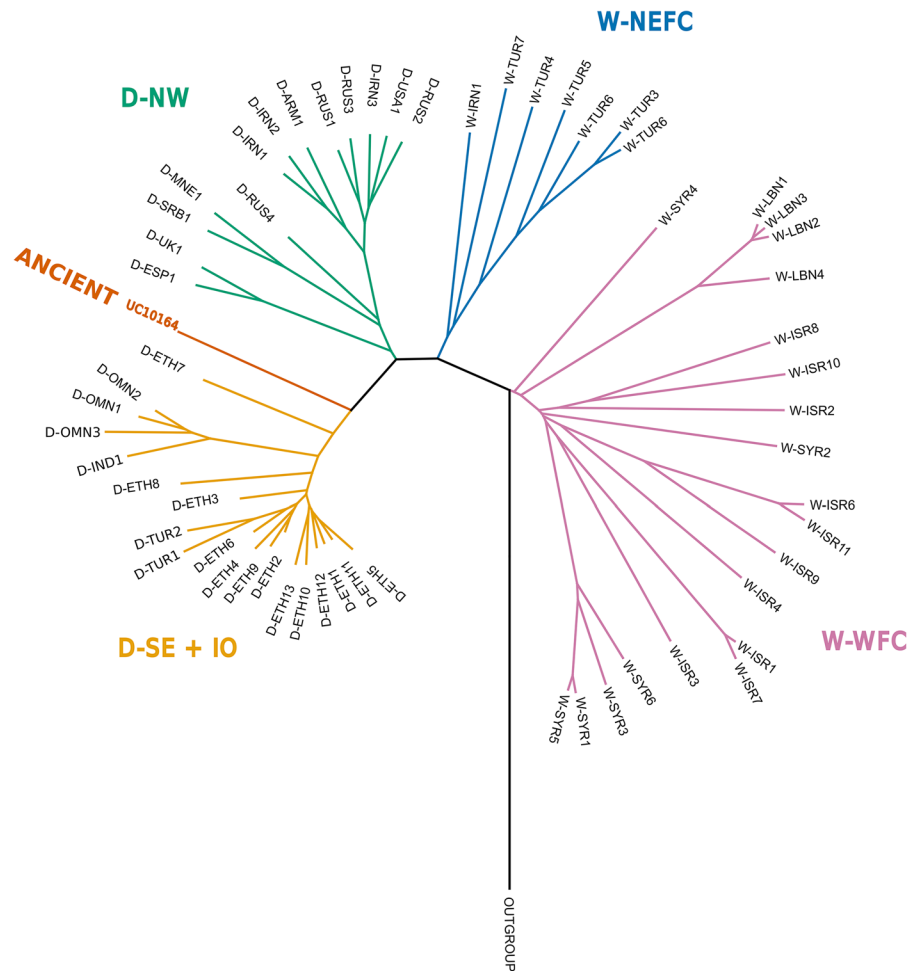 W-NEFC
D-NW
W-IRN1
W-TUR7
W-TUR4
W-TUR5
W-TUR6
W-TUR3
W-TUR6
D-IRN1
D-IRN2
D-ARM1
D-RUS1
D-RUS3
D-IRN3
D-USA1
D-RUS2
D-MNE1
D-SRB1
D-RUS4
D-UK1
D-ESP1
ANCIENT UC10164
D-ETH7
D-OMN2
D-OMN1
D-OMN3
D-IND1
D-ETH8
D-ETH3
D-TUR2
D-TUR1
D-ETH6
D-ETH4
D-ETH9
D-ETH2
D-ETH13
D-ETH10
D-ETH12
D-ETH1
D-ETH11
D-ETH5
D-SE + IO
W-SYR4
W-LBN1
W-LBN3
W-LBN2
W-LBN4
W-ISR8
W-ISR10
W-ISR2
W-SYR2
W-ISR6
W-ISR11
W-ISR9
W-ISR4
W-ISR1
W-ISR7
W-ISR3
W-SYR6
W-SYR3
W-SYR1
W-SYR5
W-WFC
OUTGROUP